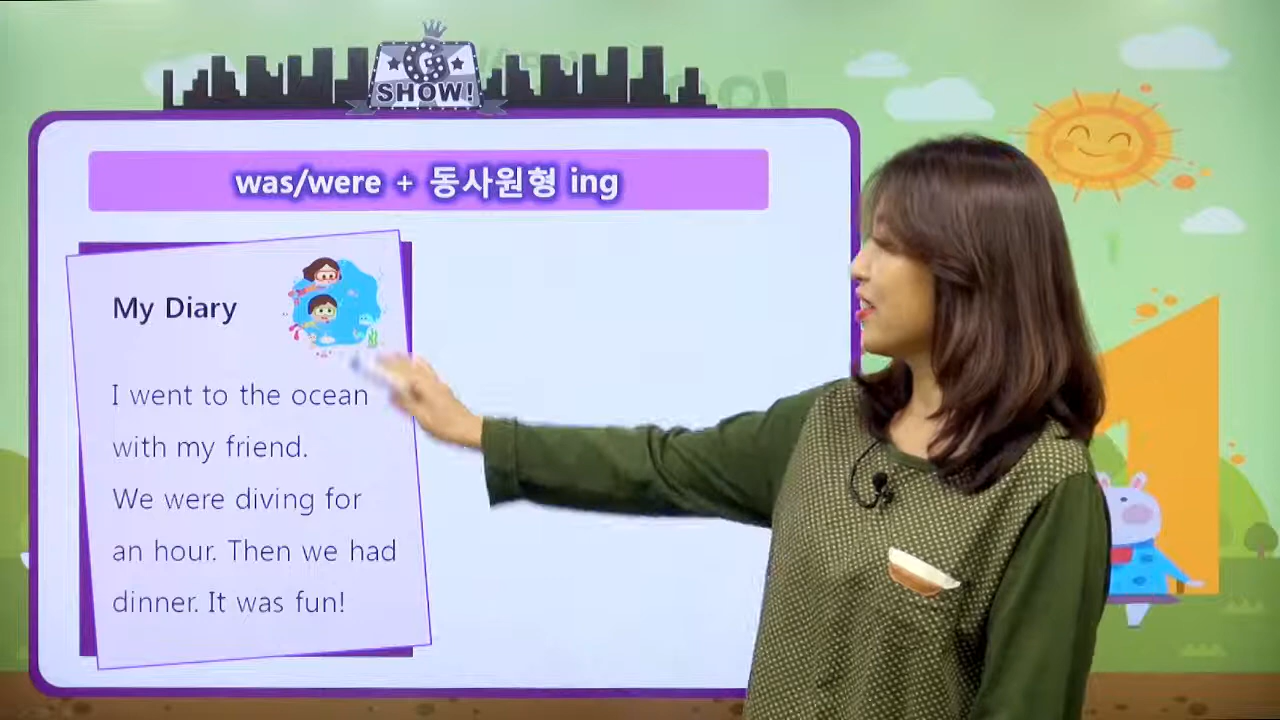 G
SHOW!
was/were + 동사원형 ing
My Diary
I went to the ocean
with my friend.
We were diving for
an hour. Then we had
dinner. It was fun!